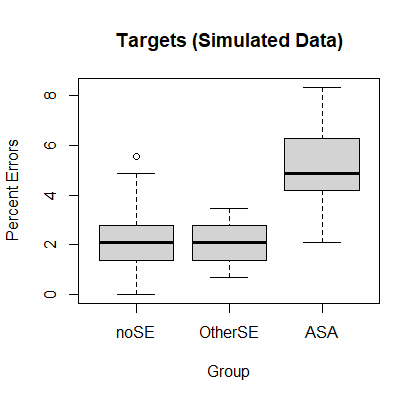 Targets (Simulated Data)
Percent Errors
8
6
4
2
0
noSE OtherSE ASA
Group